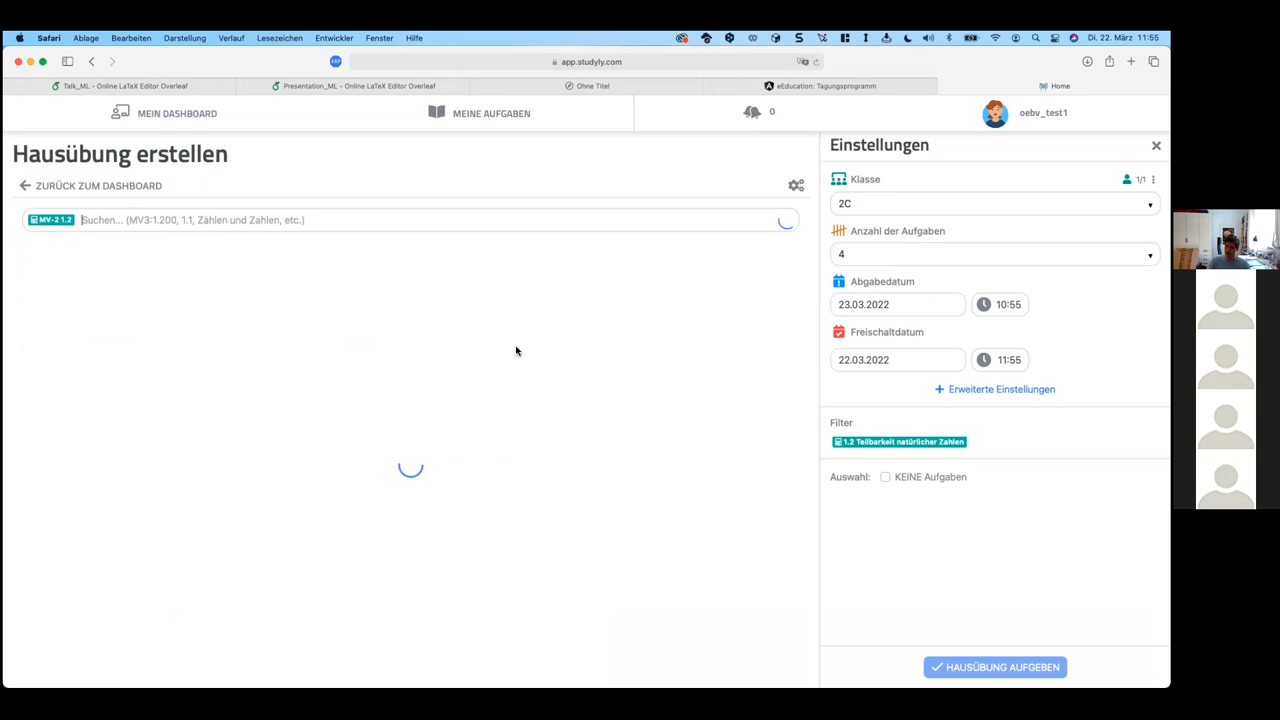 Safari Ablage Bearbeiten Darstellung Verlauf Lesezeichen Entwickler Fenster Hilfe Di. 22. März 11:55
ABP app.studyly.com
Talk_ML - Online LaTeX Editor Overleaf Presentation_ML - Online LaTeX Editor Overleaf Ohne Titel eEducation: Tagungsprogramm Home
MEIN DASHBOARD MEINE AUFGABEN 0 oebv_test1
Hausübung erstellen
ZURÜCK ZUM DASHBOARD
MV-2 1.2 Suchen... (MV3:1.200, 1.1, Zählen und Zahlen, etc.)
Einstellungen
Klasse 1/1
2C
Anzahl der Aufgaben
4
Abgabedatum
23.03.2022 10:55
Freischaltdatum
22.03.2022 11:55
+ Erweiterte Einstellungen
Filter
1.2 Teilbarkeit natürlicher Zahlen
Auswahl: KEINE Aufgaben
HAUSÜBUNG AUFGEBEN